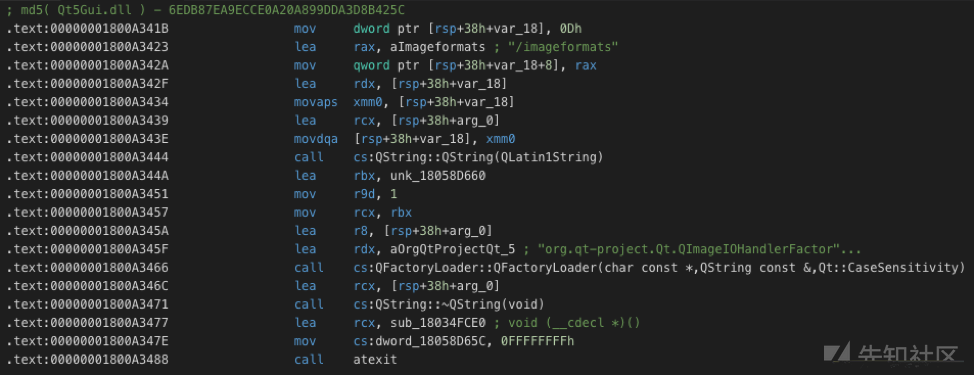 ; md5( Qt5Gui.dll ) - 6EDB87EA9ECCE0A20A899DDA3D8B425C
.text:00000001800A341B mov dword ptr [rsp+38h+var_18], 0Dh
.text:00000001800A3423 lea rax, aImageformats ; "/imageformats"
.text:00000001800A342A mov qword ptr [rsp+38h+var_18+8], rax
.text:00000001800A342F lea rdx, [rsp+38h+var_18]
.text:00000001800A3434 movaps xmm0, [rsp+38h+var_18]
.text:00000001800A3439 lea rcx, [rsp+38h+arg_0]
.text:00000001800A343E movdqa [rsp+38h+var_18], xmm0
.text:00000001800A3444 call cs:QString::QString(QLatin1String)
.text:00000001800A344A lea rbx, unk_18058D660
.text:00000001800A3451 mov r9d, 1
.text:00000001800A3457 mov rcx, rbx
.text:00000001800A345A lea r8, [rsp+38h+arg_0]
.text:00000001800A345F lea rdx, aOrgQtProjectQt_5 ; "org.qt-project.Qt.QImageIOHandlerFactor"...
.text:00000001800A3466 call cs:QFactoryLoader::QFactoryLoader(char const *,QString const &,Qt::CaseSensitivity)
.text:00000001800A346C lea rcx, [rsp+38h+arg_0]
.text:00000001800A3471 call cs:QString::~QString(void)
.text:00000001800A3477 lea rcx, sub_18034FCE0 ; void (__cdecl *)()
.text:00000001800A347E mov cs:dword_18058D65C, 0FFFFFFFFh
.text:00000001800A3488 call atexit
先知社区